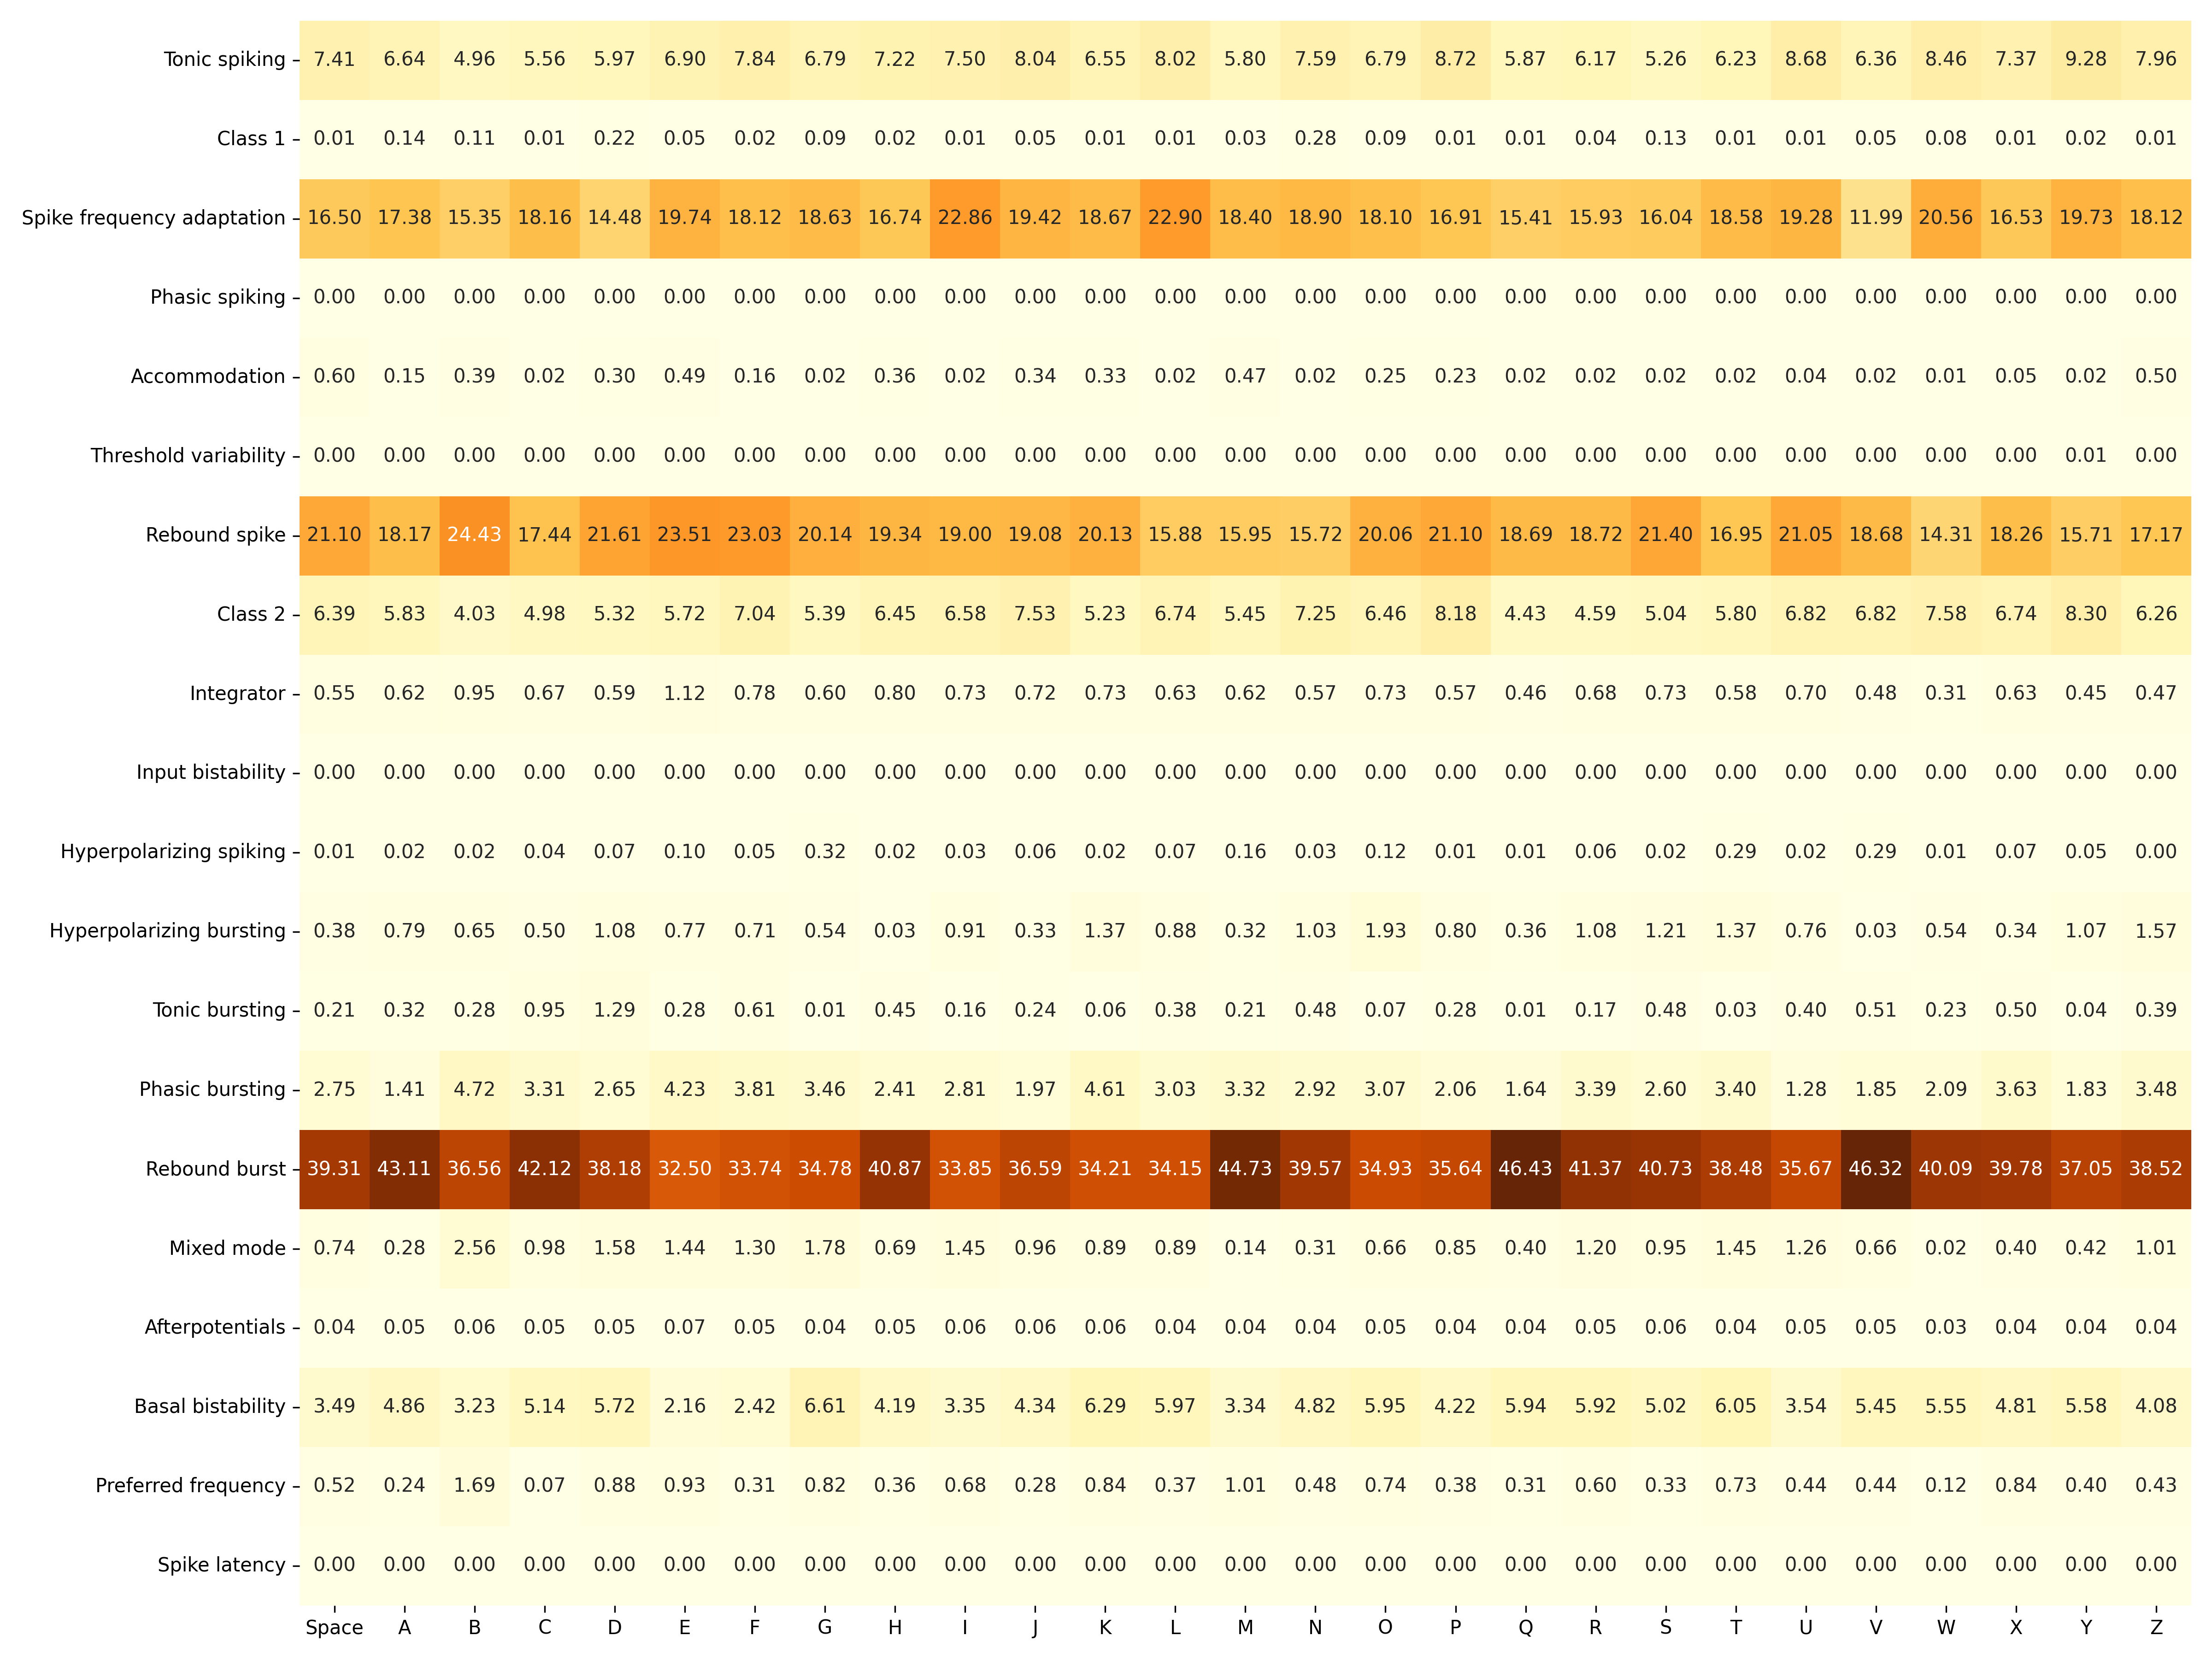 Tonic spiking 7.41 6.64 4.96 5.56 5.97 6.90 7.84 6.79 7.22 7.50 8.04 6.55 8.02 5.80 7.59 6.79 8.72 5.87 6.17 5.26 6.23 8.68 6.36 8.46 7.37 9.28 7.96
Class 1 0.01 0.14 0.11 0.01 0.22 0.05 0.02 0.09 0.02 0.01 0.05 0.01 0.01 0.03 0.28 0.09 0.01 0.01 0.04 0.13 0.01 0.01 0.05 0.08 0.01 0.02 0.01
Spike frequency adaptation 16.50 17.38 15.35 18.16 14.48 19.74 18.12 18.63 16.74 22.86 19.42 18.67 22.90 18.40 18.90 18.10 16.91 15.41 15.93 16.04 18.58 19.28 11.99 20.56 16.53 19.73 18.12
Phasic spiking 0.00 0.00 0.00 0.00 0.00 0.00 0.00 0.00 0.00 0.00 0.00 0.00 0.00 0.00 0.00 0.00 0.00 0.00 0.00 0.00 0.00 0.00 0.00 0.00 0.00 0.00 0.00
Accommodation 0.60 0.15 0.39 0.02 0.30 0.49 0.16 0.02 0.36 0.02 0.34 0.33 0.02 0.47 0.02 0.25 0.23 0.02 0.02 0.02 0.02 0.04 0.02 0.01 0.05 0.02 0.50
Threshold variability 0.00 0.00 0.00 0.00 0.00 0.00 0.00 0.00 0.00 0.00 0.00 0.00 0.00 0.00 0.00 0.00 0.00 0.00 0.00 0.00 0.00 0.00 0.00 0.00 0.00 0.01 0.00
Rebound spike 21.10 18.17 24.43 17.44 21.61 23.51 23.03 20.14 19.34 19.00 19.08 20.13 15.88 15.95 15.72 20.06 21.10 18.69 18.72 21.40 16.95 21.05 18.68 14.31 18.26 15.71 17.17
Class 2 6.39 5.83 4.03 4.98 5.32 5.72 7.04 5.39 6.45 6.58 7.53 5.23 6.74 5.45 7.25 6.46 8.18 4.43 4.59 5.04 5.80 6.82 6.82 7.58 6.74 8.30 6.26
Integrator 0.55 0.62 0.95 0.67 0.59 1.12 0.78 0.60 0.80 0.73 0.72 0.73 0.63 0.62 0.57 0.73 0.57 0.46 0.68 0.73 0.58 0.70 0.48 0.31 0.63 0.45 0.47
Input bistability 0.00 0.00 0.00 0.00 0.00 0.00 0.00 0.00 0.00 0.00 0.00 0.00 0.00 0.00 0.00 0.00 0.00 0.00 0.00 0.00 0.00 0.00 0.00 0.00 0.00 0.00 0.00
Hyperpolarizing spiking 0.01 0.02 0.02 0.04 0.07 0.10 0.05 0.32 0.02 0.03 0.06 0.02 0.07 0.16 0.03 0.12 0.01 0.01 0.06 0.02 0.29 0.02 0.29 0.01 0.07 0.05 0.00
Hyperpolarizing bursting 0.38 0.79 0.65 0.50 1.08 0.77 0.71 0.54 0.03 0.91 0.33 1.37 0.88 0.32 1.03 1.93 0.80 0.36 1.08 1.21 1.37 0.76 0.03 0.54 0.34 1.07 1.57
Tonic bursting 0.21 0.32 0.28 0.95 1.29 0.28 0.61 0.01 0.45 0.16 0.24 0.06 0.38 0.21 0.48 0.07 0.28 0.01 0.17 0.48 0.03 0.40 0.51 0.23 0.50 0.04 0.39
Phasic bursting 2.75 1.41 4.72 3.31 2.65 4.23 3.81 3.46 2.41 2.81 1.97 4.61 3.03 3.32 2.92 3.07 2.06 1.64 3.39 2.60 3.40 1.28 1.85 2.09 3.63 1.83 3.48
Rebound burst 39.31 43.11 36.56 42.12 38.18 32.50 33.74 34.78 40.87 33.85 36.59 34.21 34.15 44.73 39.57 34.93 35.64 46.43 41.37 40.73 38.48 35.67 46.32 40.09 39.78 37.05 38.52
Mixed mode 0.74 0.28 2.56 0.98 1.58 1.44 1.30 1.78 0.69 1.45 0.96 0.89 0.89 0.14 0.31 0.66 0.85 0.40 1.20 0.95 1.45 1.26 0.66 0.02 0.40 0.42 1.01
Afterpotentials 0.04 0.05 0.06 0.05 0.05 0.07 0.05 0.04 0.05 0.06 0.06 0.06 0.04 0.04 0.04 0.05 0.04 0.04 0.05 0.06 0.04 0.05 0.05 0.03 0.04 0.04 0.04
Basal bistability 3.49 4.86 3.23 5.14 5.72 2.16 2.42 6.61 4.19 3.35 4.34 6.29 5.97 3.34 4.82 5.95 4.22 5.94 5.92 5.02 6.05 3.54 5.45 5.55 4.81 5.58 4.08
Preferred frequency 0.52 0.24 1.69 0.07 0.88 0.93 0.31 0.82 0.36 0.68 0.28 0.84 0.37 1.01 0.48 0.74 0.38 0.31 0.60 0.33 0.73 0.44 0.44 0.12 0.84 0.40 0.43
Spike latency 0.00 0.00 0.00 0.00 0.00 0.00 0.00 0.00 0.00 0.00 0.00 0.00 0.00 0.00 0.00 0.00 0.00 0.00 0.00 0.00 0.00 0.00 0.00 0.00 0.00 0.00 0.00
Space A B C D E F G H I J K L M N O P Q R S T U V W X Y Z